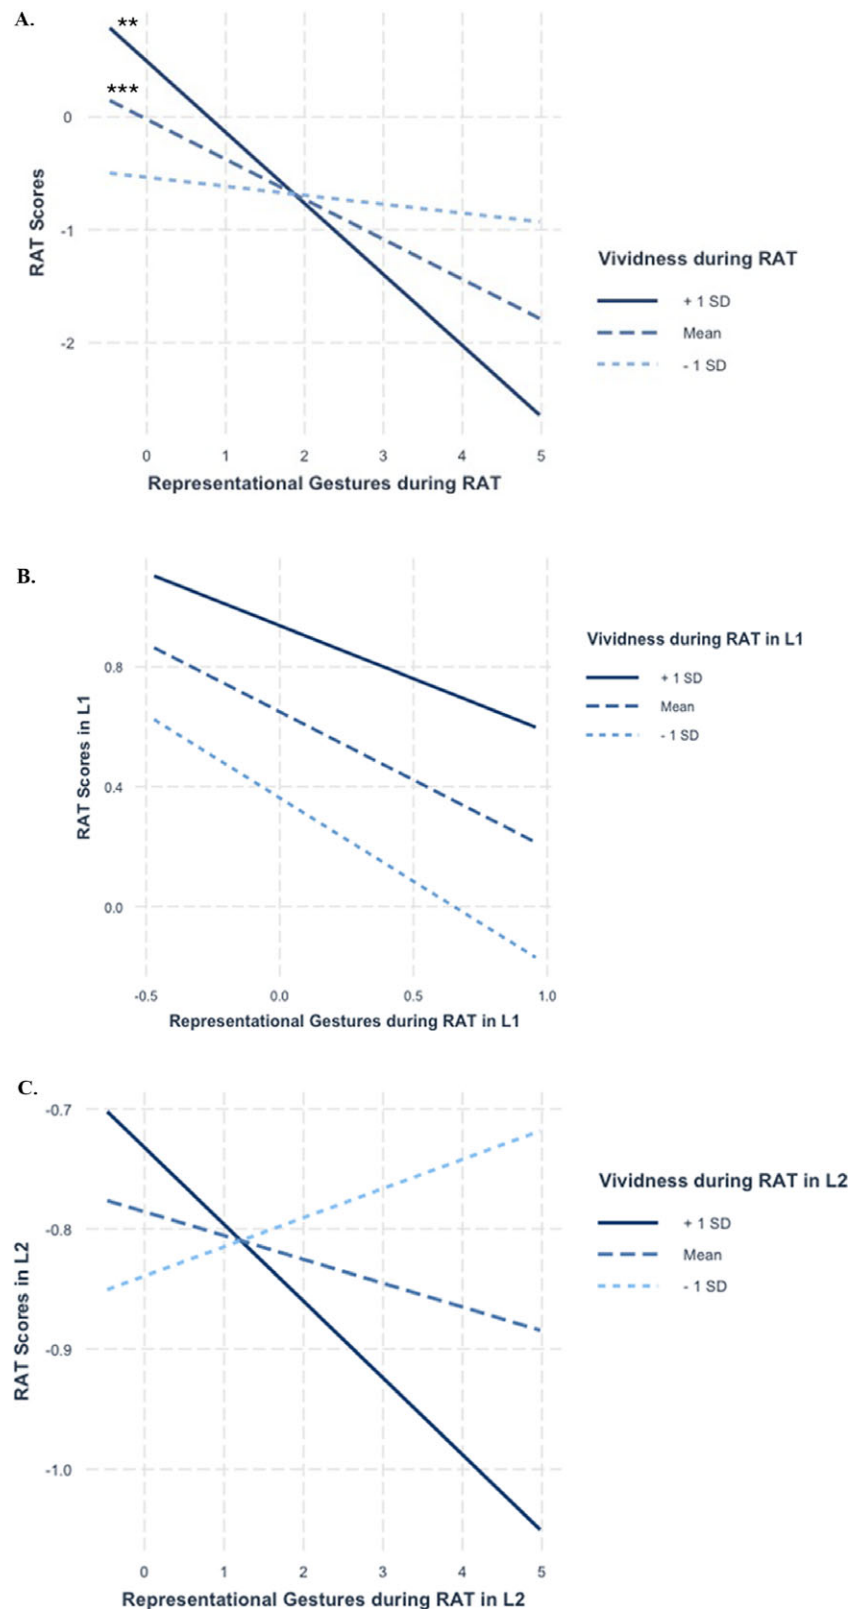 A.
**
***
0
-1
-2
RAT Scores
0 1 2 3 4 5
Representational Gestures during RAT
Vividness during RAT
+ 1 SD
Mean
- 1 SD
B.
0.8
0.4
0.0
RAT Scores in L1
-0.5 0.0 0.5 1.0
Representational Gestures during RAT in L1
Vividness during RAT in L1
+ 1 SD
Mean
- 1 SD
C.
-0.7
-0.8
-0.9
-1.0
RAT Scores in L2
0 1 2 3 4 5
Representational Gestures during RAT in L2
Vividness during RAT in L2
+ 1 SD
Mean
- 1 SD